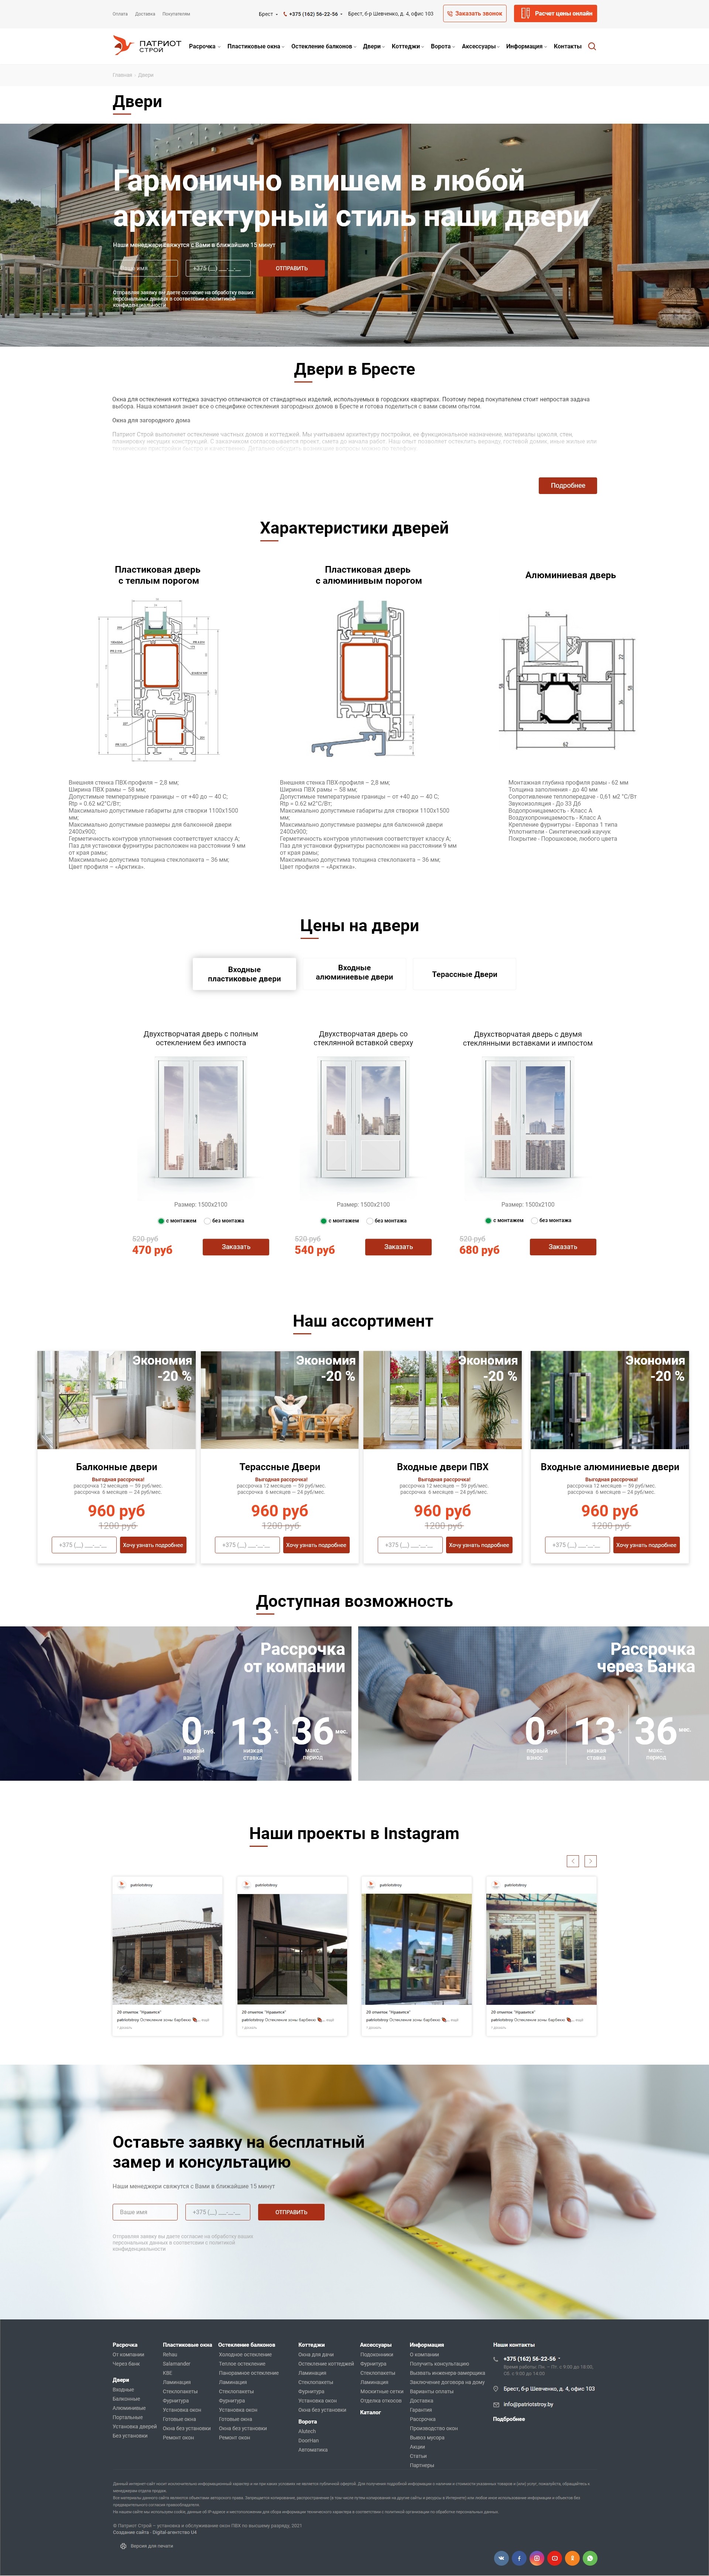 Оплата Доставка Покупателям
Брест +375 (162) 56-22-56 Брест, б-р Шевченко, д. 4, офис 103
Заказать звонок
Расчет цены онлайн
ПАТРИОТ
СТРОЙ
Расрочка Пластиковые окна Остекление балконов Двери Коттеджи Ворота Аксессуары Информация Контакты
Главная - Двери
Двери
Гармонично впишем в любой
архитектурный стиль наши двери
Наши менеджери свяжутся с Вами в ближайшие 15 минут
Ваше имя +375 (__) ___-__-__ ОТПРАВИТЬ
Отправляя заявку вы даете согласие на обработку ваших
персональных данных в соответсвии с политикой
конфиденциальности
Двери в Бресте
Окна для остекления коттеджа зачастую отличаются от стандартных изделий, используемых в городских квартирах. Поэтому перед покупателем стоит непростая задача
выбора. Наша компания знает все о специфике остекления загородных домов в Бресте и готова поделиться с вами своим опытом.
Окна для загородного дома
Патриот Строй выполняет остекление частных домов и коттеджей. Мы учитываем архитектуру постройки, ее функциональное назначение, материалы цоколя, стен,
Подробнее
Характеристики дверей
Пластиковая дверь
с теплым порогом
Пластиковая дверь
с алюминивым порогом
Алюминиевая дверь
24
22
36
58
58
62
Внешняя стенка ПВХ-профиля – 2,8 мм;
Ширина ПВХ рамы – 58 мм;
Допустимые температурные границы – от +40 до — 40 С;
Rtp = 0.62 м2°С/Вт;
Максимально допустимые габариты для створки 1100x1500
мм;
Максимально допустимые размеры для балконной двери
2400x900;
Герметичность контуров уплотнения соответствует классу А;
Паз для установки фурнитуры расположен на расстоянии 9 мм
от края рамы;
Максимально допустима толщина стеклопакета – 36 мм;
Цвет профиля – «Арктика».
Внешняя стенка ПВХ-профиля – 2,8 мм;
Ширина ПВХ рамы – 58 мм;
Допустимые температурные границы – от +40 до — 40 С;
Rtp = 0.62 м2°С/Вт;
Максимально допустимые габариты для створки 1100x1500
мм;
Максимально допустимые размеры для балконной двери
2400x900;
Герметичность контуров уплотнения соответствует классу А;
Паз для установки фурнитуры расположен на расстоянии 9 мм
от края рамы;
Максимально допустима толщина стеклопакета – 36 мм;
Цвет профиля – «Арктика».
Монтажная глубина профиля рамы - 62 мм
Толщина заполнения - до 40 мм
Сопротивление теплопередаче - 0,61 м2 °С/Вт
Звукоизоляция - До 33 Дб
Водопроницаемость - Класс А
Воздухопроницаемость - Класс А
Крепление фурнитуры - Европаз 1 типа
Уплотнители - Синтетический каучук
Покрытие - Порошковое, любого цвета
Цены на двери
Входные
пластиковые двери
Входные
алюминиевые двери
Терассные Двери
Двухстворчатая дверь с полным
остеклением без импоста
Двухстворчатая дверь со
стеклянной вставкой сверху
Двухстворчатая дверь с двумя
стеклянными вставками и импостом
Размер: 1500x2100
Размер: 1500x2100
Размер: 1500x2100
с монтажем без монтажа
с монтажем без монтажа
с монтажем без монтажа
520 руб
470 руб
Заказать
520 руб
540 руб
Заказать
520 руб
680 руб
Заказать
Наш ассортимент
Экономия
-20 %
Экономия
-20 %
Экономия
-20 %
Экономия
-20 %
Балконные двери
Выгодная рассрочка!
рассрочка 12 месяцев — 59 руб/мес.
рассрочка 6 месяцев — 24 руб/мес.
960 руб
1200 руб
+375 (__) ___-__-__ Хочу узнать подробнее
Терассные Двери
Выгодная рассрочка!
рассрочка 12 месяцев — 59 руб/мес.
рассрочка 6 месяцев — 24 руб/мес.
960 руб
1200 руб
+375 (__) ___-__-__ Хочу узнать подробнее
Входные двери ПВХ
Выгодная рассрочка!
рассрочка 12 месяцев — 59 руб/мес.
рассрочка 6 месяцев — 24 руб/мес.
960 руб
1200 руб
+375 (__) ___-__-__ Хочу узнать подробнее
Входные алюминиевые двери
Выгодная рассрочка!
рассрочка 12 месяцев — 59 руб/мес.
рассрочка 6 месяцев — 24 руб/мес.
960 руб
1200 руб
+375 (__) ___-__-__ Хочу узнать подробнее
Доступная возможность
Рассрочка
от компании
0 руб. 13 % 36 мес.
первый взнос
низкая ставка
макс. период
Рассрочка
через Банка
0 руб. 13 % 36 мес.
первый взнос
низкая ставка
макс. период
Наши проекты в Instagram
patriotstroy
patriotstroy
patriotstroy
patriotstroy
20 отметок "Нравится"
patriotstroy Остекление зоны барбекю
20 отметок "Нравится"
patriotstroy Остекление зоны барбекю
20 отметок "Нравится"
patriotstroy Остекление зоны барбекю
20 отметок "Нравится"
patriotstroy Остекление зоны барбекю
Оставьте заявку на бесплатный
замер и консультацию
Наши менеджери свяжутся с Вами в ближайшие 15 минут
Ваше имя +375 (__) ___-__-__ ОТПРАВИТЬ
Отправляя заявку вы даете согласие на обработку ваших
персональных данных в соответсвии с политикой
конфиденциальности
Расрочка
От компании
Через банк
Двери
Входные
Балконные
Алюминиевые
Портальные
Установка дверей
Без установки
Пластиковые окна
Rehau
Salamander
KBE
Ламинация
Стеклопакеты
Фурнитура
Установка окон
Готовые окна
Окна без установки
Ремонт окон
Остекление балконов
Холодное остекление
Теплое остекление
Панорамное остекление
Ламинация
Стеклопакеты
Фурнитура
Установка окон
Готовые окна
Окна без установки
Ремонт окон
Коттеджи
Окна для дачи
Остекление коттеджей
Ламинация
Стеклопакеты
Фурнитура
Установка окон
Окна без установки
Ворота
Alutech
DoorHan
Автоматика
Аксессуары
Подоконники
Фурнитура
Стеклопакеты
Ламинация
Москитные сетки
Отделка откосов
Каталог
Информация
О компании
Получить консультацию
Вызвать инженера-замерщика
Заключение договора на дому
Варианты оплаты
Доставка
Гарантия
Рассрочка
Производство окон
Вывоз мусора
Акции
Статьи
Партнеры
Наши контакты
+375 (162) 56-22-56
Время работы: Пн. – Пт. с 9:00 до 18:00,
Сб. с 9:00 до 14:00
Брест, б-р Шевченко, д. 4, офис 103
info@patriotstroy.by
Подбробнее
© Патриот Строй – установка и обслуживание окон ПВХ по высшему разряду, 2021
Создание сайта - Digital-агентство U4
Версия для печати